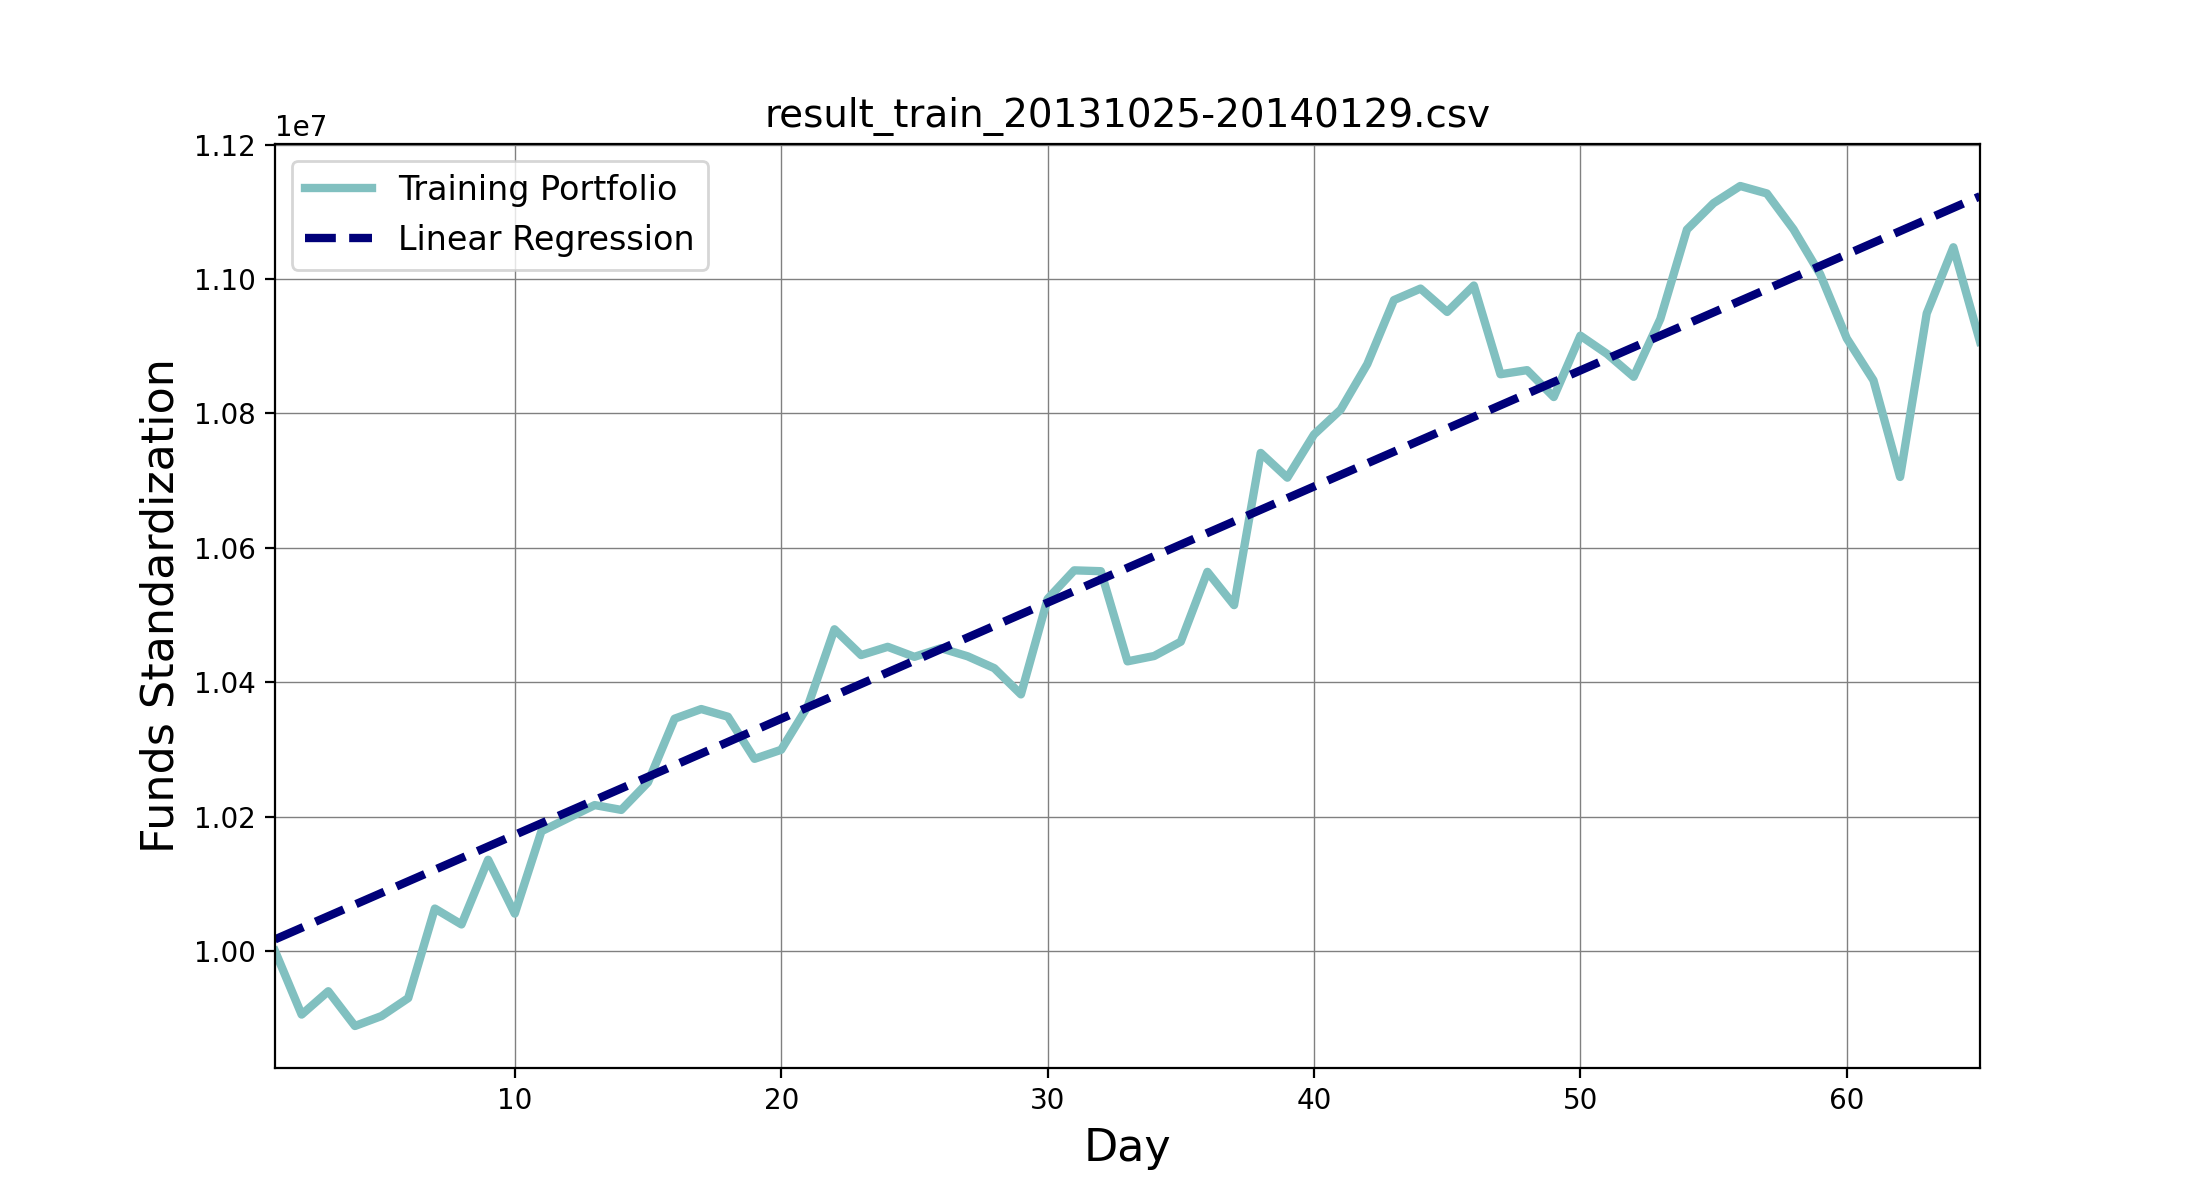 result_train_20131025-20140129.csv
1e7
1.12
1.10
1.08
1.06
1.04
1.02
1.00
Funds Standardization
Training Portfolio
Linear Regression
10 20 30 40 50 60
Day